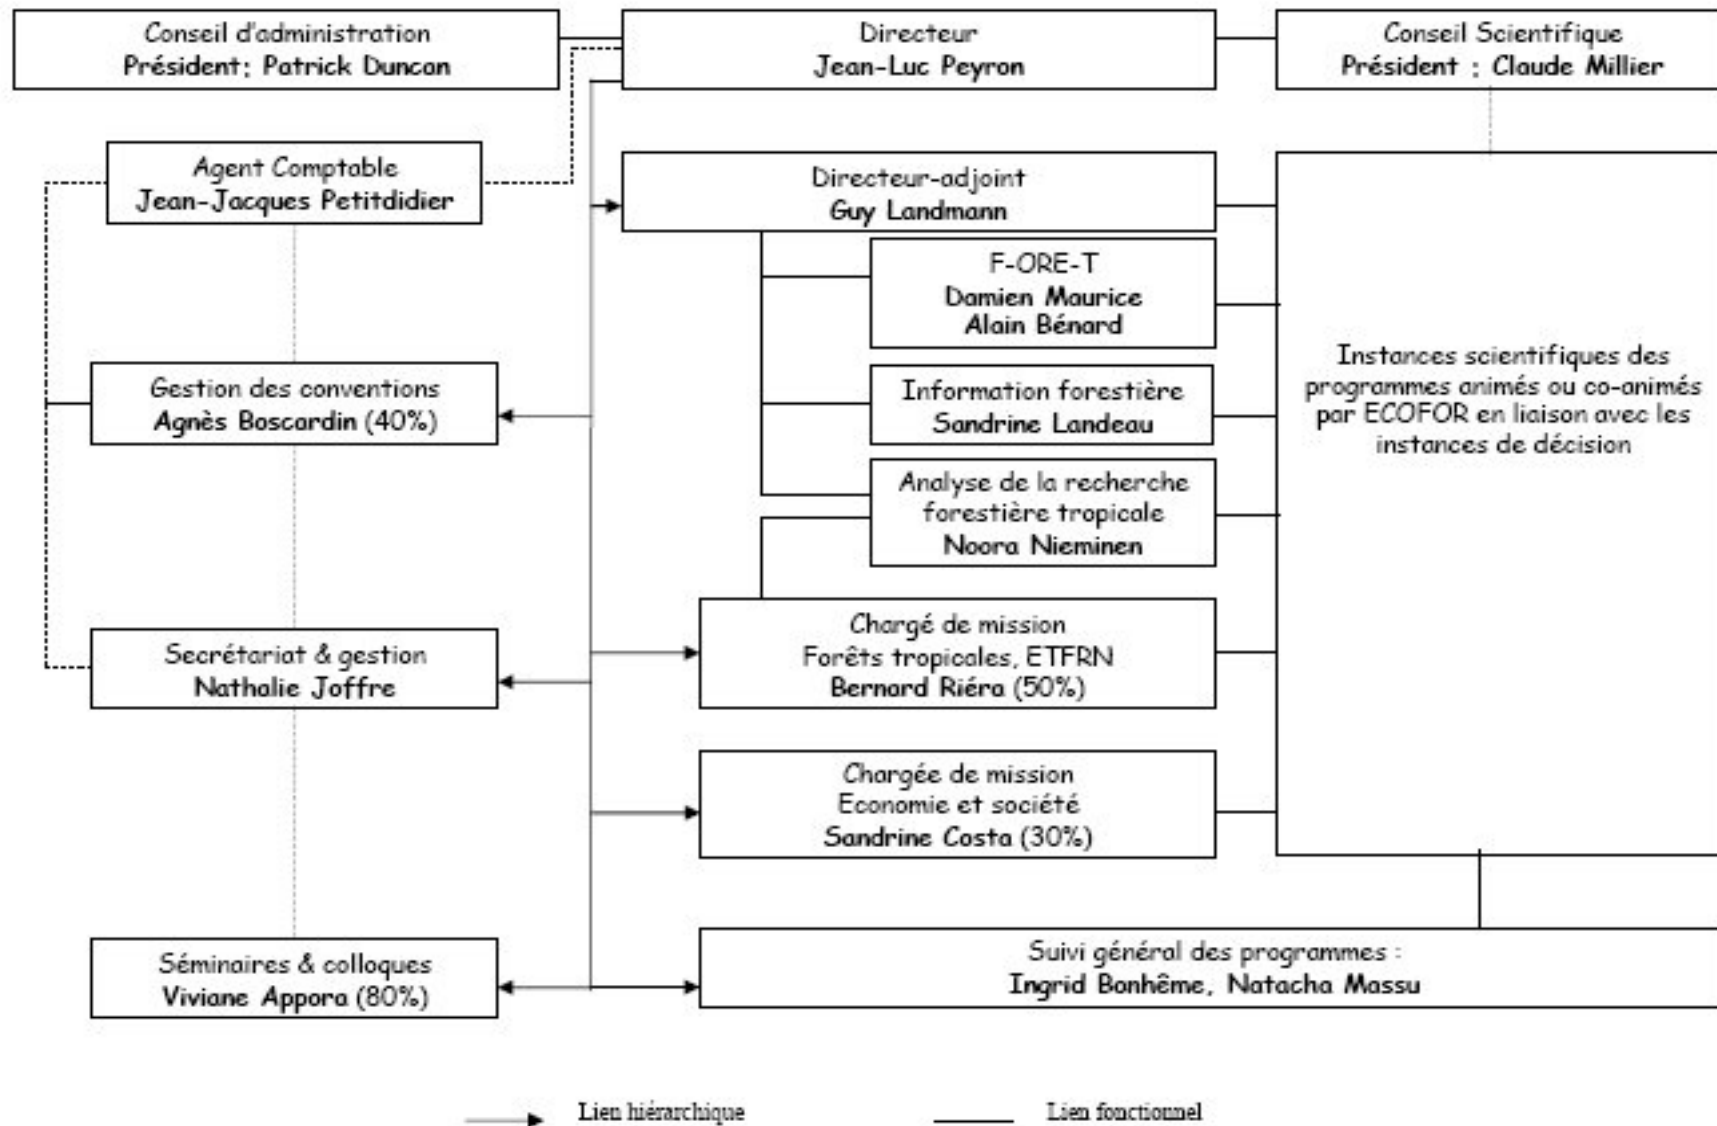 Conseil d'administration
Président: Patrick Duncan
Directeur
Jean-Luc Peyron
Conseil Scientifique
Président : Claude Millier
Agent Comptable
Jean-Jacques Petitdidier
Directeur-adjoint
Guy Landmann
F-ORE-T
Damien Maurice
Alain Bénard
Instances scientifiques des
programmes animés ou co-animés
par ECOFOR en liaison avec les
instances de décision
Gestion des conventions
Agnès Boscardin (40%)
Information forestière
Sandrine Landeau
Analyse de la recherche
forestière tropicale
Noora Nieminen
Secrétariat & gestion
Nathalie Joffre
Chargé de mission
Forêts tropicales, ETFRN
Bernard Riéra (50%)
Chargée de mission
Economie et société
Sandrine Costa (30%)
Séminaires & colloques
Viviane Appora (80%)
Suivi général des programmes :
Ingrid Bonhême, Natacha Massu
Lien hiérarchique
Lien fonctionnel